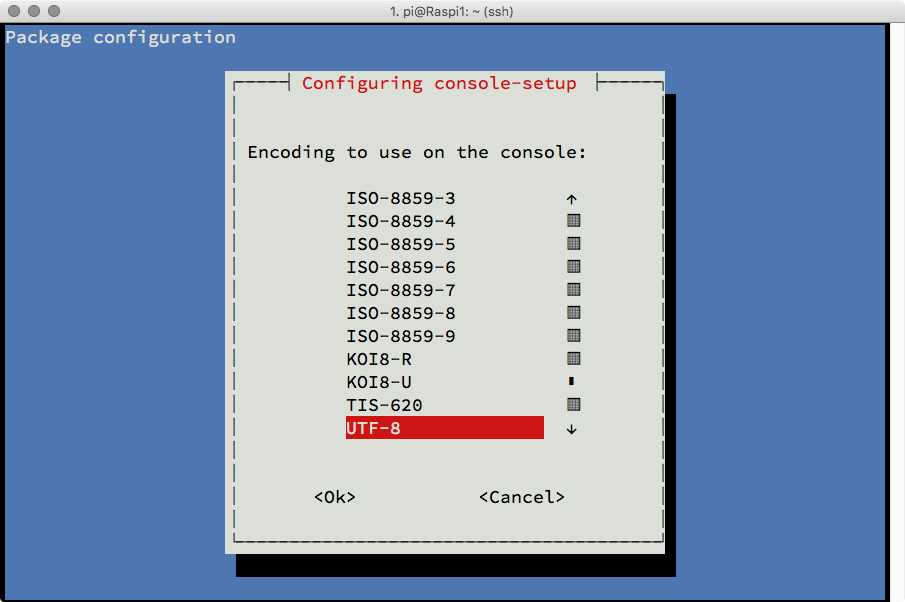 1. pi@Raspi1: ~ (ssh)
Package configuration
Configuring console-setup
Encoding to use on the console:
ISO-8859-3
ISO-8859-4
ISO-8859-5
ISO-8859-6
ISO-8859-7
ISO-8859-8
ISO-8859-9
KOI8-R
KOI8-U
TIS-620
UTF-8
<Ok> <Cancel>